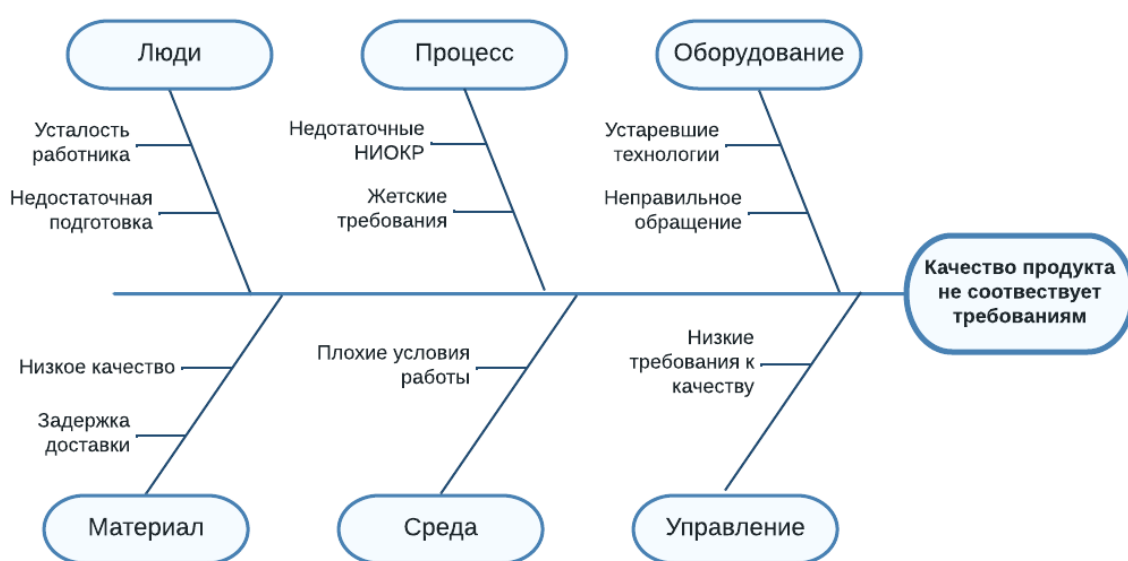 Люди
Процесс
Оборудование
Усталость
работника
Недостаточная
подготовка
Недотаточные
НИОКР
Жетские
требования
Устаревшие
технологии
Неправильное
обращение
Качество продукта
не соотвествует
требованиям
Низкое качество
Задержка
доставки
Плохие условия
работы
Низкие
требования к
качеству
Материал
Среда
Управление